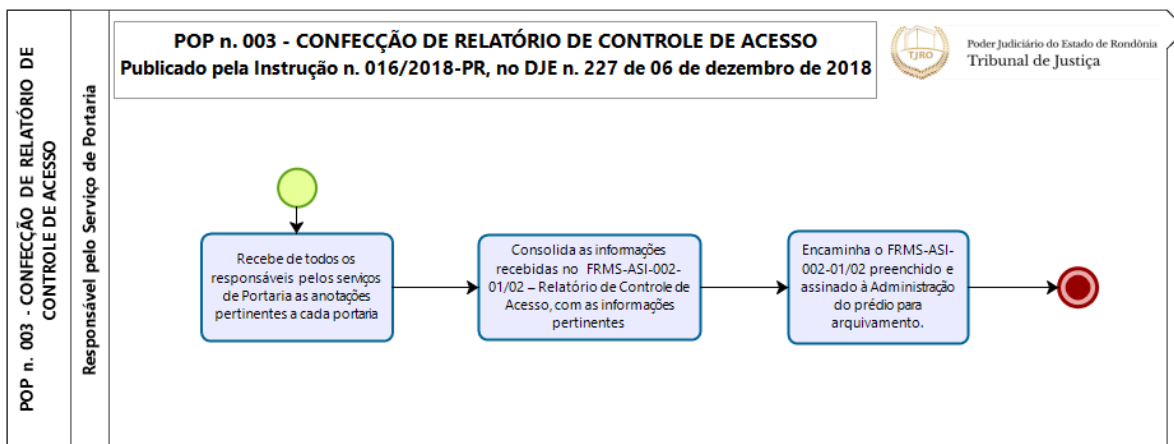 POP n. 003 - CONFECÇÃO DE RELATÓRIO DE
CONTROLE DE ACESSO
Responsável pelo Serviço de Portaria
POP n. 003 - CONFECÇÃO DE RELATÓRIO DE CONTROLE DE ACESSO
Publicado pela Instrução n. 016/2018-PR, no DJE n. 227 de 06 de dezembro de 2018
TJRO
Poder Judiciário do Estado de Rondônia
Tribunal de Justiça
Recebe de todos os
responsáveis pelos serviços
de Portaria as anotações
pertinentes a cada portaria
Consolida as informações
recebidas no FRMS-ASI-002-
01/02 – Relatório de Controle de
Acesso, com as informações
pertinentes
Encaminha o FRMS-ASI-
002-01/02 preenchido e
assinado à Administração
do prédio para
arquivamento.